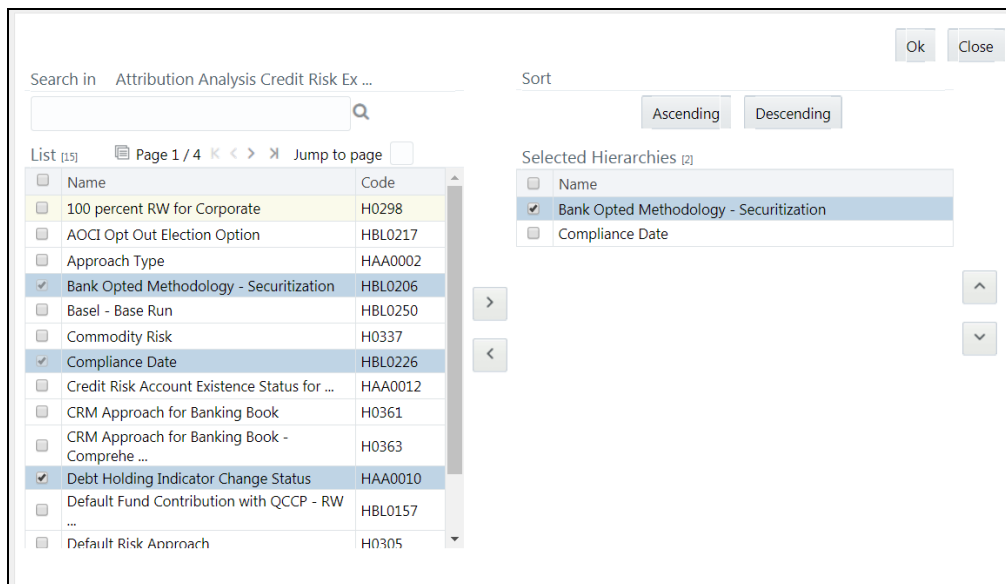 Ok Close
Search in Attribution Analysis Credit Risk Ex ...
List [15] Page 1 / 4 Jump to page
Name Code
100 percent RW for Corporate H0298
AOCI Opt Out Election Option HBL0217
Approach Type HAA0002
Bank Opted Methodology - Securitization HBL0206
Basel - Base Run HBL0250
Commodity Risk H0337
Compliance Date HBL0226
Credit Risk Account Existence Status for ... HAA0012
CRM Approach for Banking Book H0361
CRM Approach for Banking Book -
Comprehe ... H0363
Debt Holding Indicator Change Status HAA0010
Default Fund Contribution with QCCP - RW
... HBL0157
Default Risk Approach H0305
Sort
Ascending Descending
Selected Hierarchies [2]
Name
Bank Opted Methodology - Securitization
Compliance Date